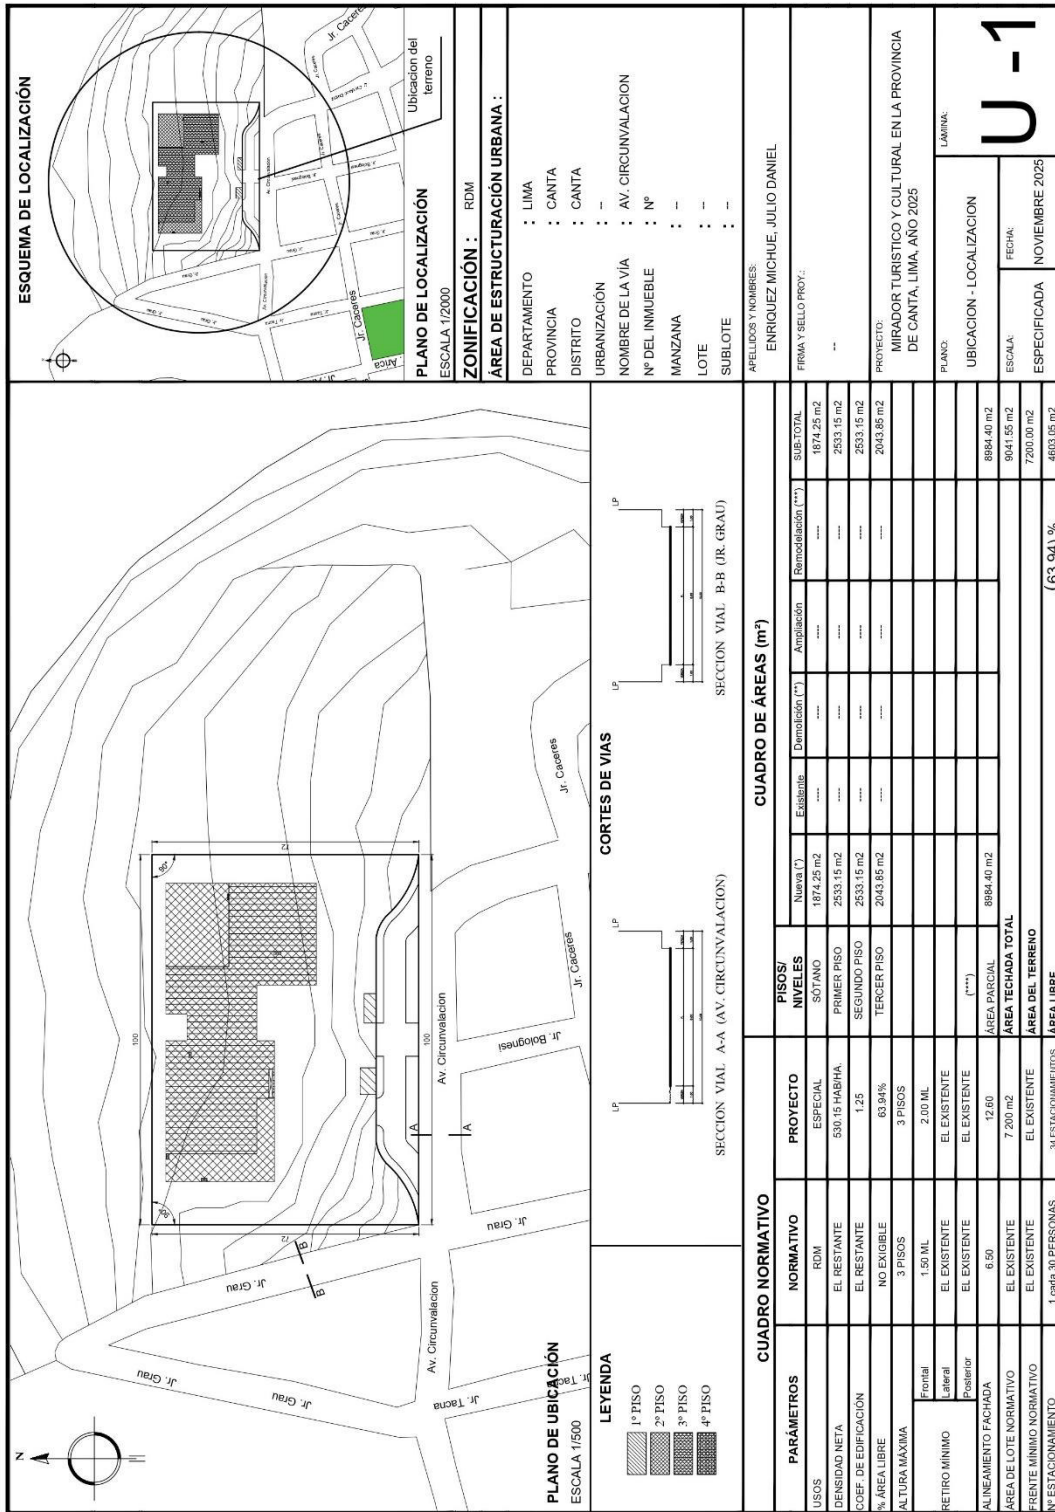 N
Jr. Grau
Jr. Grau
Jr. Grau
Jr. Grau
Av. Circunvalacion
Av. Circunvalacion
Jr. Tacna
Jr. Bolognesi
Jr. Caceres
Jr. Caceres
100
100
72
72
90°
90°
A
A
B
B
PLANO DE UBICACIÓN
ESCALA 1/500
LEYENDA
1º PISO
2º PISO
3º PISO
4º PISO
CORTES DE VIAS
LP
LP
SECCION VIAL A-A (AV. CIRCUNVALACION)
LP
LP
SECCION VIAL B-B (JR. GRAU)
ESQUEMA DE LOCALIZACIÓN
Jr. Caceres
Jr. Caceres
Arica
Ubicacion del
terreno
PLANO DE LOCALIZACIÓN
ESCALA 1/2000
ZONIFICACIÓN : RDM
ÁREA DE ESTRUCTURACIÓN URBANA :
DEPARTAMENTO : LIMA
PROVINCIA : CANTA
DISTRITO : CANTA
URBANIZACIÓN : --
NOMBRE DE LA VÍA : AV. CIRCUNVALACION
Nº DEL INMUEBLE : Nº
MANZANA : --
LOTE : --
SUBLOTE : --
CUADRO NORMATIVO
PARÁMETROS NORMATIVO PROYECTO
USOS RDM ESPECIAL
DENSIDAD NETA EL RESTANTE 530.15 HAB/HA.
COEF. DE EDIFICACIÓN EL RESTANTE 1.25
% ÁREA LIBRE NO EXIGIBLE 63.94%
ALTURA MÁXIMA 3 PISOS 3 PISOS
RETIRO MÍNIMO Frontal 1.50 ML 2.00 ML
Lateral EL EXISTENTE EL EXISTENTE
Posterior EL EXISTENTE EL EXISTENTE
ALINEAMIENTO FACHADA 6.50 12.60
ÁREA DE LOTE NORMATIVO EL EXISTENTE 7 200 m2
FRENTE MÍNIMO NORMATIVO EL EXISTENTE EL EXISTENTE
Nº ESTACIONAMIENTO 1 cada 30 PERSONAS 34 ESTACIONAMIENTOS
CUADRO DE ÁREAS (m²)
PISOS/
NIVELES Nueva (*) Existente Demolición (**) Ampliación Remodelación (***) SUB-TOTAL
SÓTANO 1874.25 m2 ---- ---- ---- ---- 1874.25 m2
PRIMER PISO 2533.15 m2 ---- ---- ---- ---- 2533.15 m2
SEGUNDO PISO 2533.15 m2 ---- ---- ---- ---- 2533.15 m2
TERCER PISO 2043.85 m2 ---- ---- ---- ---- 2043.85 m2
(****)
ÁREA PARCIAL 8984.40 m2 8984.40 m2
ÁREA TECHADA TOTAL 9041.55 m2
ÁREA DEL TERRENO 7200.00 m2
ÁREA LIBRE (63.94) % 4603.05 m2
APELLIDOS Y NOMBRES:
ENRIQUEZ MICHUE, JULIO DANIEL
FIRMA Y SELLO PROY.:
--
PROYECTO:
MIRADOR TURISTICO Y CULTURAL EN LA PROVINCIA
DE CANTA, LIMA, AÑO 2025
PLANO:
UBICACION - LOCALIZACION
LÁMINA:
U -1
ESCALA:
ESPECIFICADA
FECHA:
NOVIEMBRE 2025